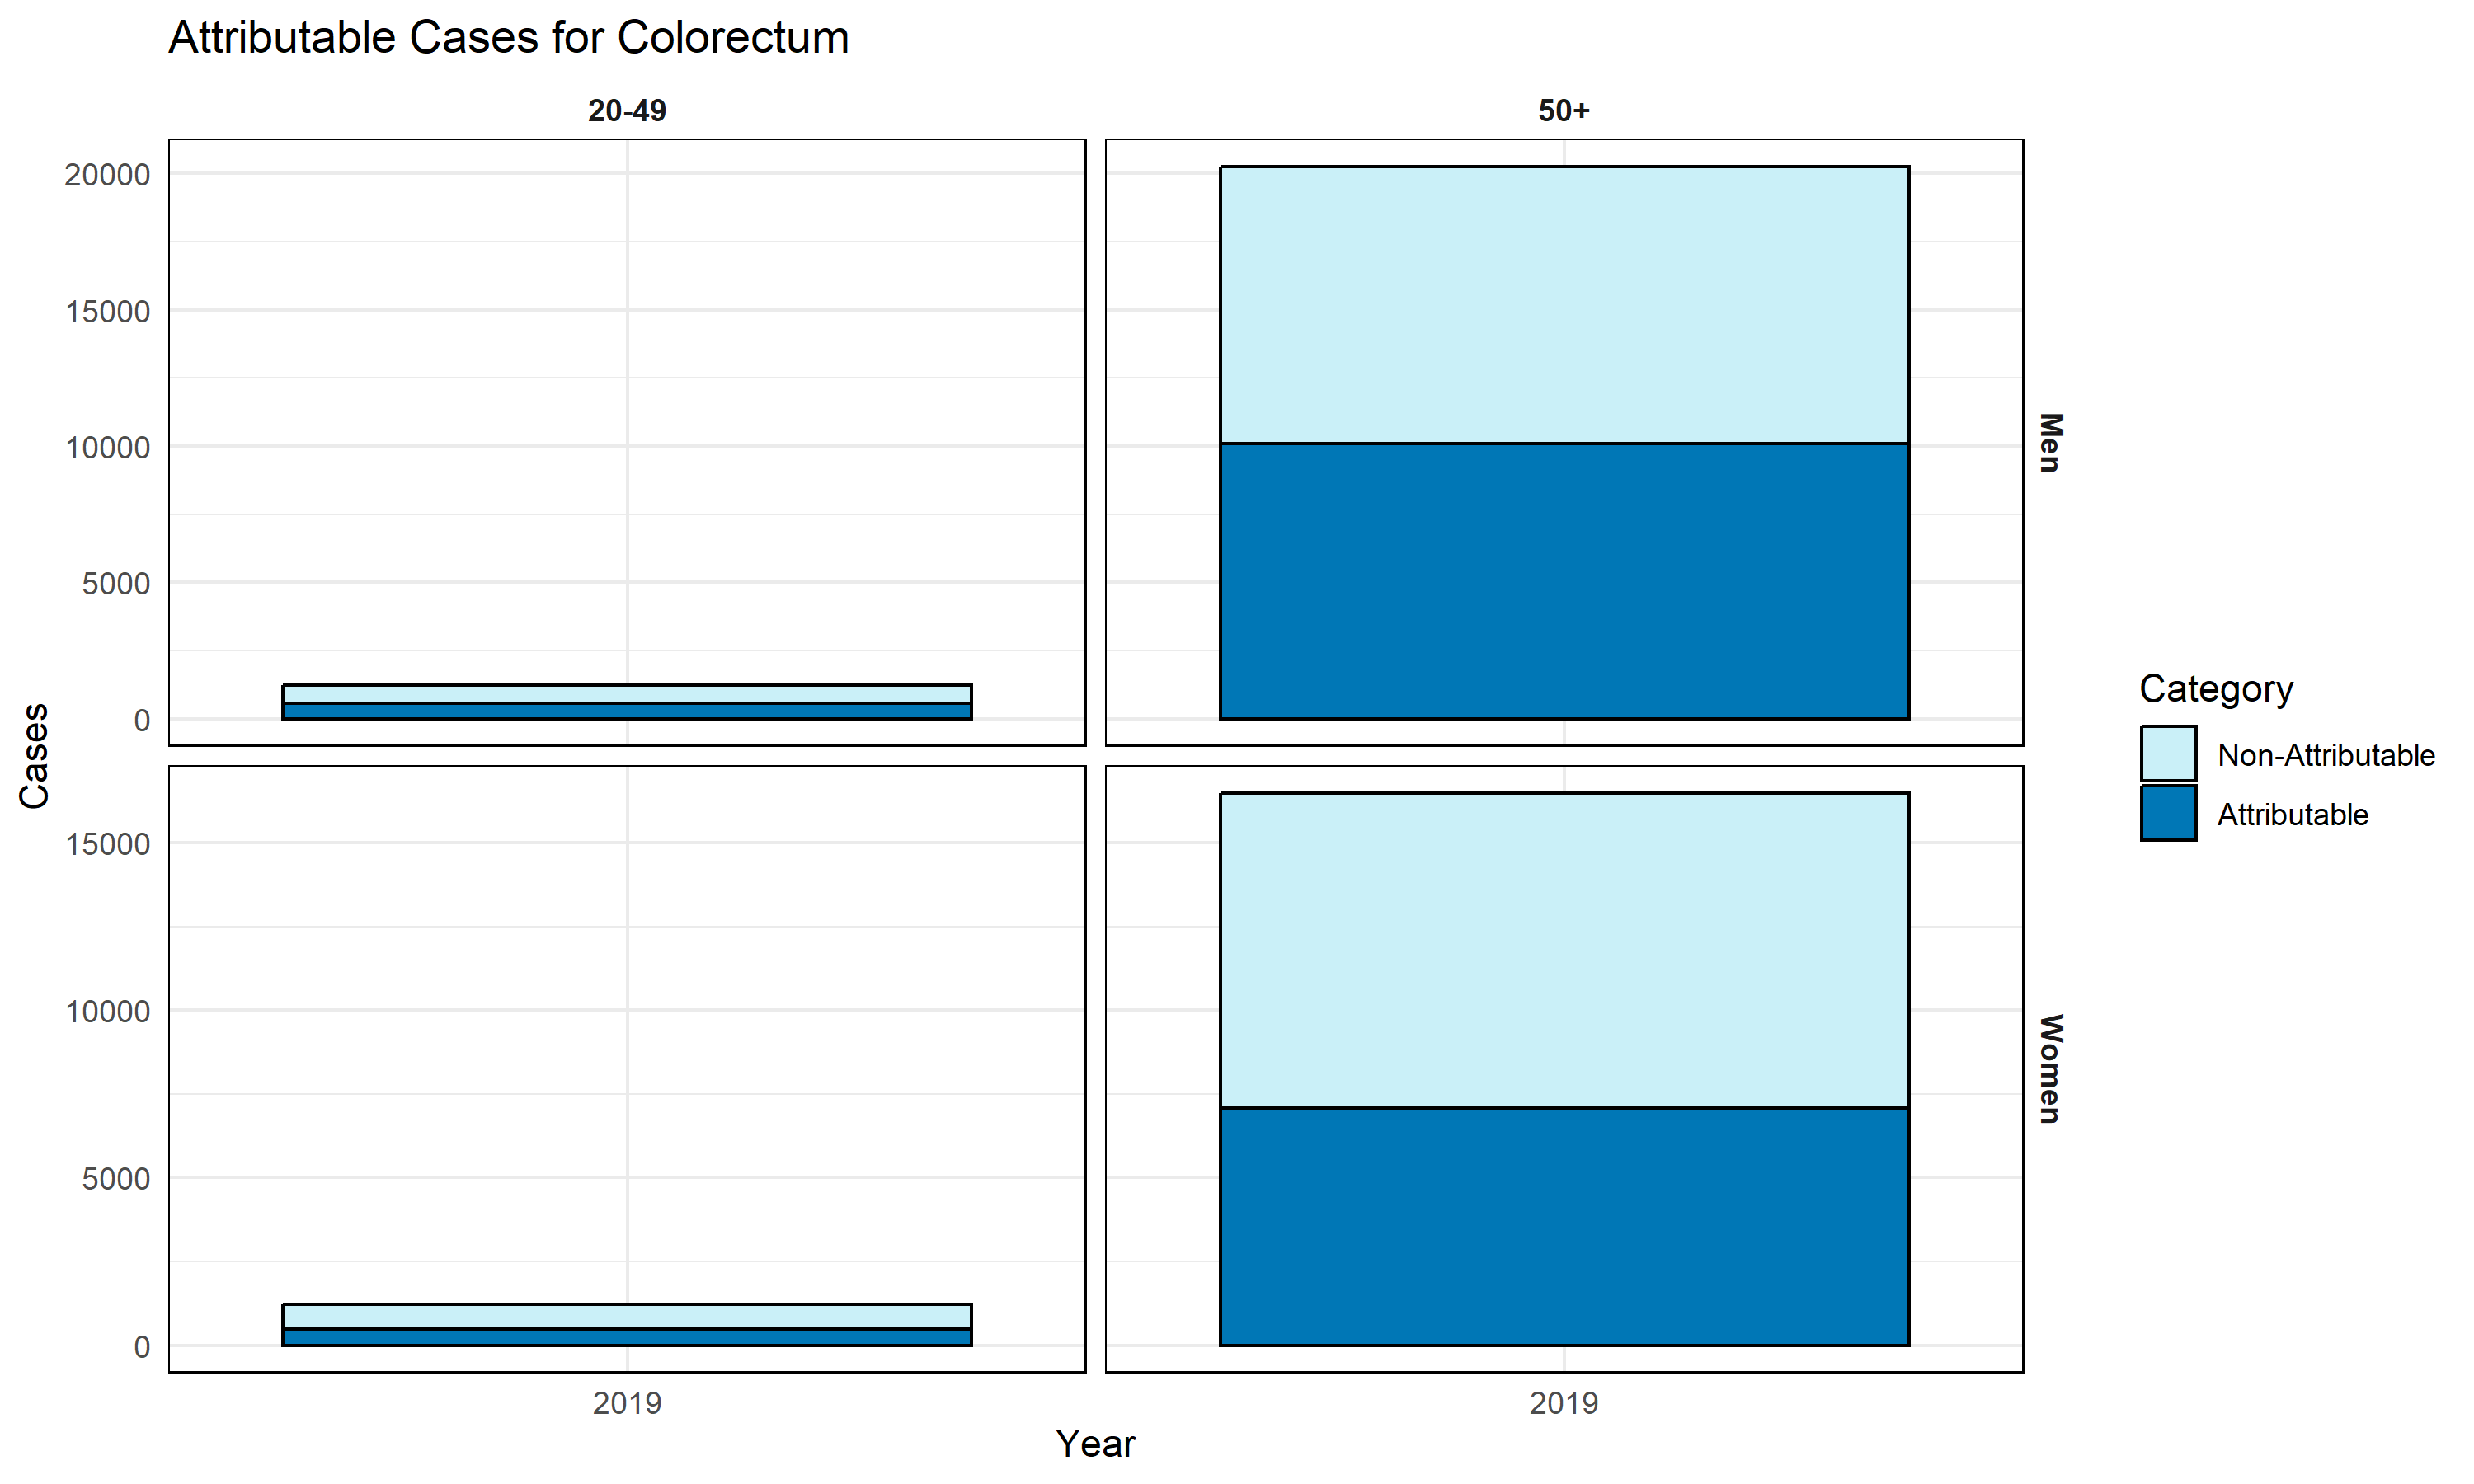 Attributable Cases for Colorectum
20-49
50+
20000
15000
10000
5000
0
Men
Cases
15000
10000
5000
0
Women
2019
2019
Year
Category
Non-Attributable
Attributable